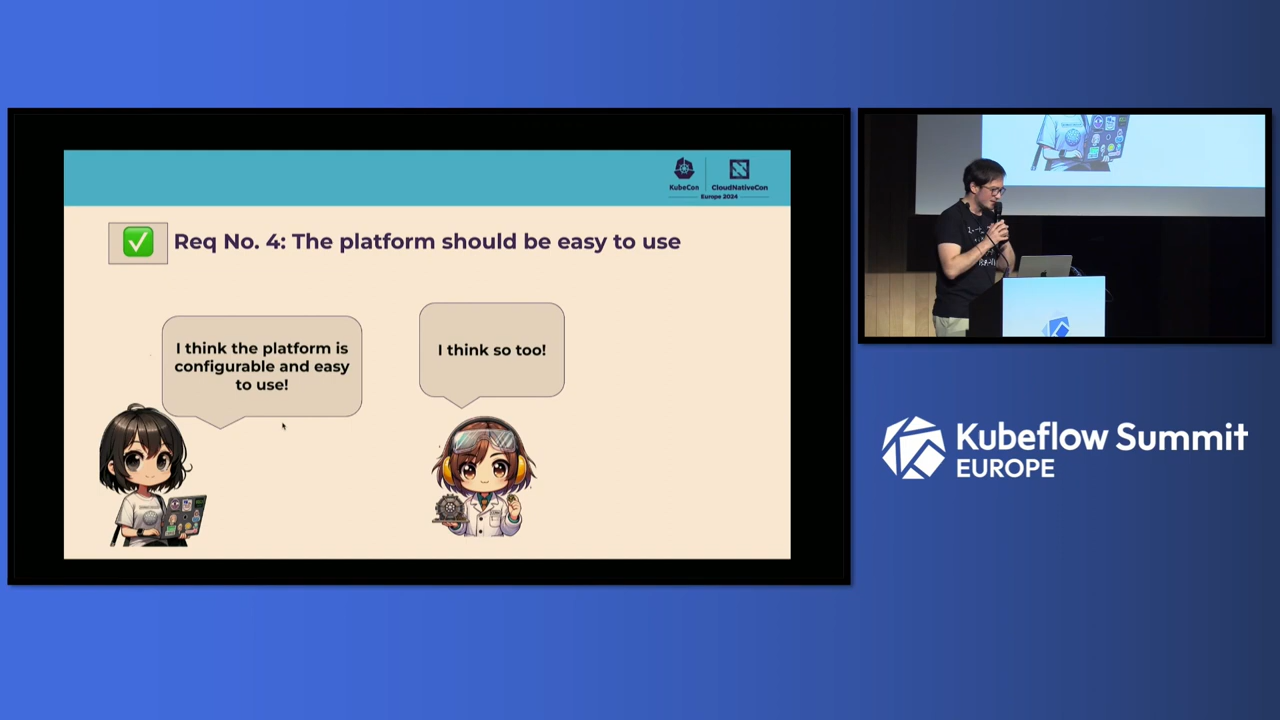 KubeCon
CloudNativeCon
Europe 2024
Req No. 4: The platform should be easy to use
I think the platform is
configurable and easy
to use!
I think so too!
Kubeflow Summit
EUROPE